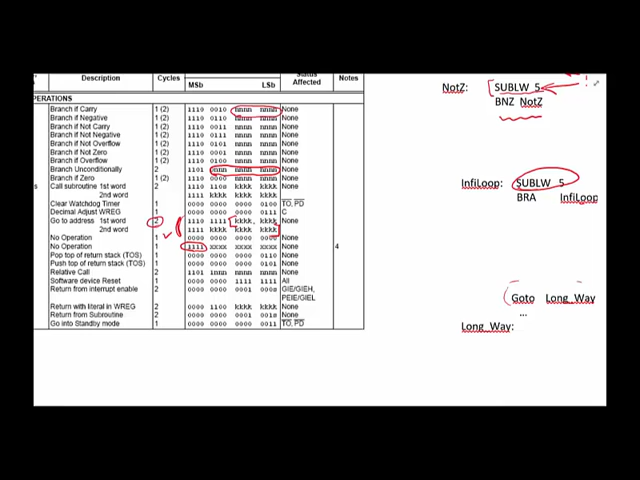 Description Cycles Status Affected Notes
MSb LSb
OPERATIONS
Branch if Carry 1 (2) 1110 0010 nnnn nnnn None
Branch if Negative 1 (2) 1110 0110 nnnn nnnn None
Branch if Not Carry 1 (2) 1110 0011 nnnn nnnn None
Branch if Not Negative 1 (2) 1110 0111 nnnn nnnn None
Branch if Not Overflow 1 (2) 1110 0101 nnnn nnnn None
Branch if Not Zero 1 (2) 1110 0001 nnnn nnnn None
Branch if Overflow 1 (2) 1110 0100 nnnn nnnn None
Branch Unconditionally 2 1101 0nnn nnnn nnnn None
Branch if Zero 1 (2) 1110 0000 nnnn nnnn None
s Call subroutine 1st word 2 1110 110s kkkk kkkk None
2nd word 1111 kkkk kkkk kkkk
Clear Watchdog Timer 1 0000 0000 0000 0100 TO, PD
Decimal Adjust WREG 1 0000 0000 0000 0111 C
Go to address 1st word 2 1110 1111 kkkk kkkk None
2nd word 1111 kkkk kkkk kkkk
No Operation 1 0000 0000 0000 0000 None
No Operation 1 1111 xxxx xxxx xxxx None 4
Pop top of return stack (TOS) 1 0000 0000 0000 0110 None
Push top of return stack (TOS) 1 0000 0000 0000 0101 None
Relative Call 2 1101 1nnn nnnn nnnn None
Software device Reset 1 0000 0000 1111 1111 All
Return from interrupt enable 2 0000 0000 0001 000s GIE/GIEH,
PEIE/GIEL
Return with literal in WREG 2 0000 1100 kkkk kkkk None
Return from Subroutine 2 0000 0000 0001 001s None
Go into Standby mode 1 0000 0000 0000 0011 TO, PD
NotZ: SUBLW 5
BNZ NotZ
InfiLoop: SUBLW 5
BRA InfiLoop
Goto Long_Way
...
Long_Way: